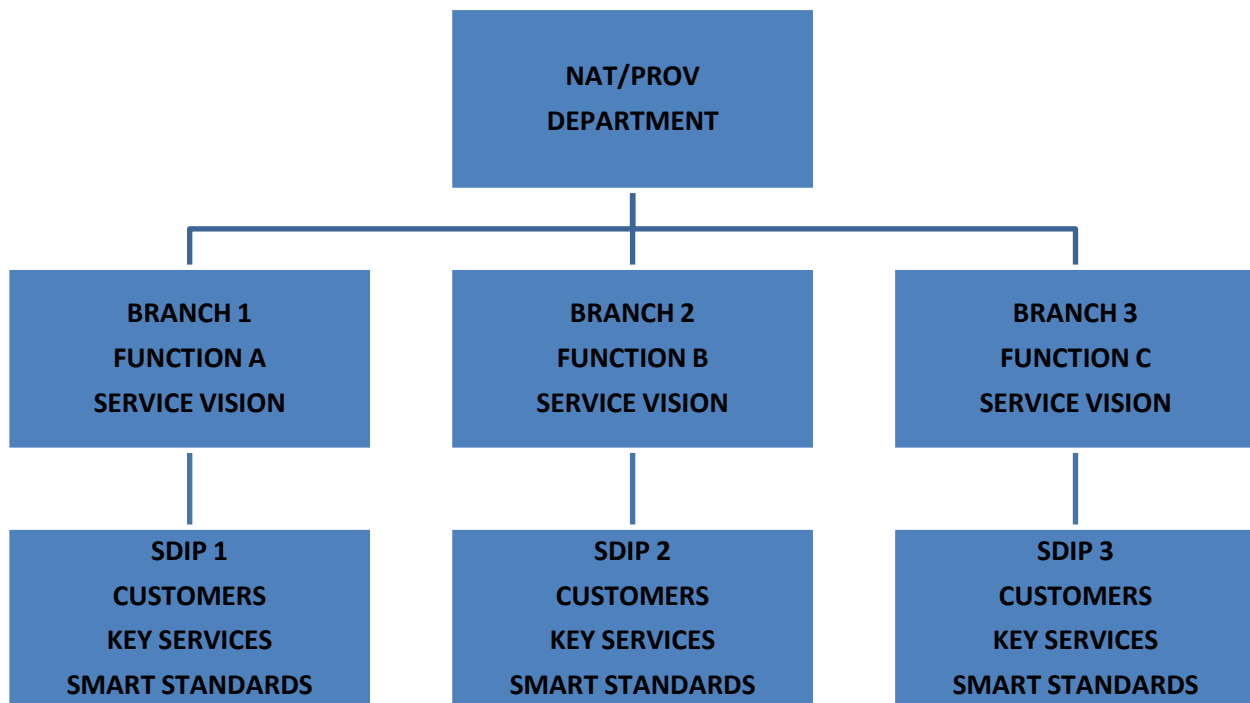 NAT/PROV
DEPARTMENT
BRANCH 1
FUNCTION A
SERVICE VISION
BRANCH 2
FUNCTION B
SERVICE VISION
BRANCH 3
FUNCTION C
SERVICE VISION
SDIP 1
CUSTOMERS
KEY SERVICES
SMART STANDARDS
SDIP 2
CUSTOMERS
KEY SERVICES
SMART STANDARDS
SDIP 3
CUSTOMERS
KEY SERVICES
SMART STANDARDS